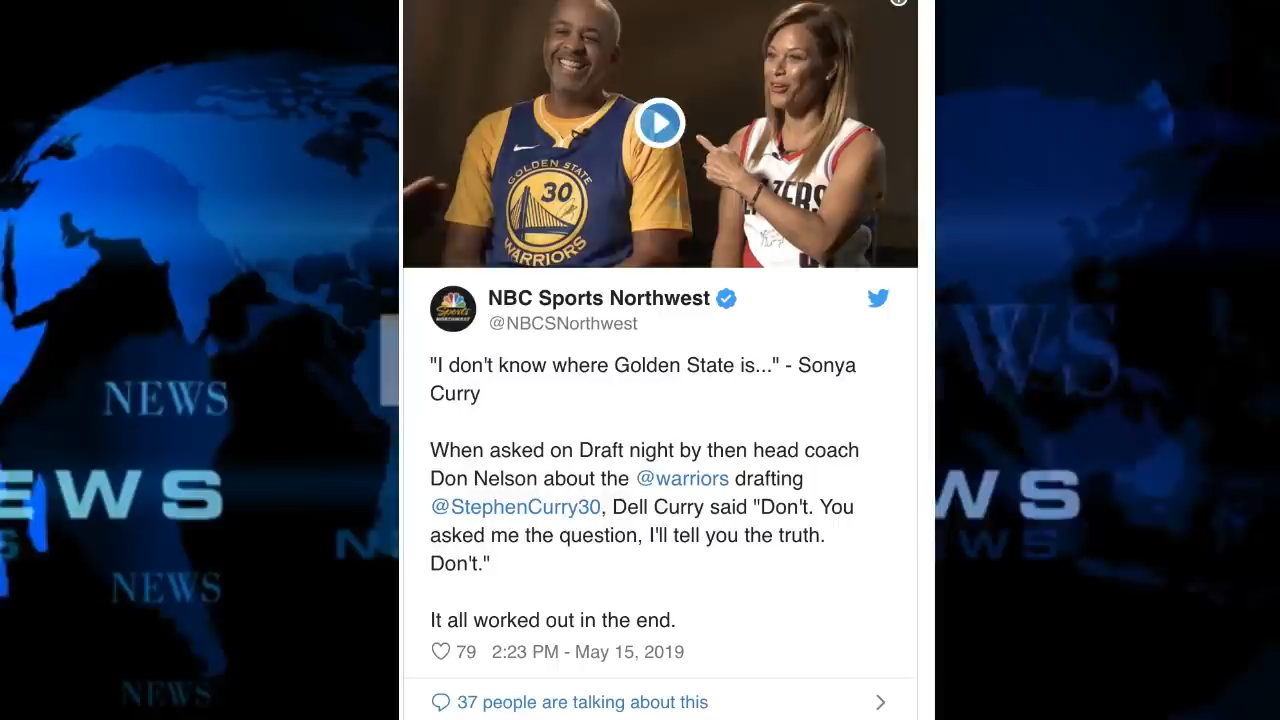 GOLDEN STATE
30
WARRIORS
NBC Sports Northwest
@NBCSNorthwest
"I don't know where Golden State is..." - Sonya
Curry
When asked on Draft night by then head coach
Don Nelson about the @warriors drafting
@StephenCurry30, Dell Curry said "Don't. You
asked me the question, I'll tell you the truth.
Don't."
It all worked out in the end.
79 2:23 PM - May 15, 2019
37 people are talking about this
NEWS
EWS
NEWS
NEWS
WS
WS
WS